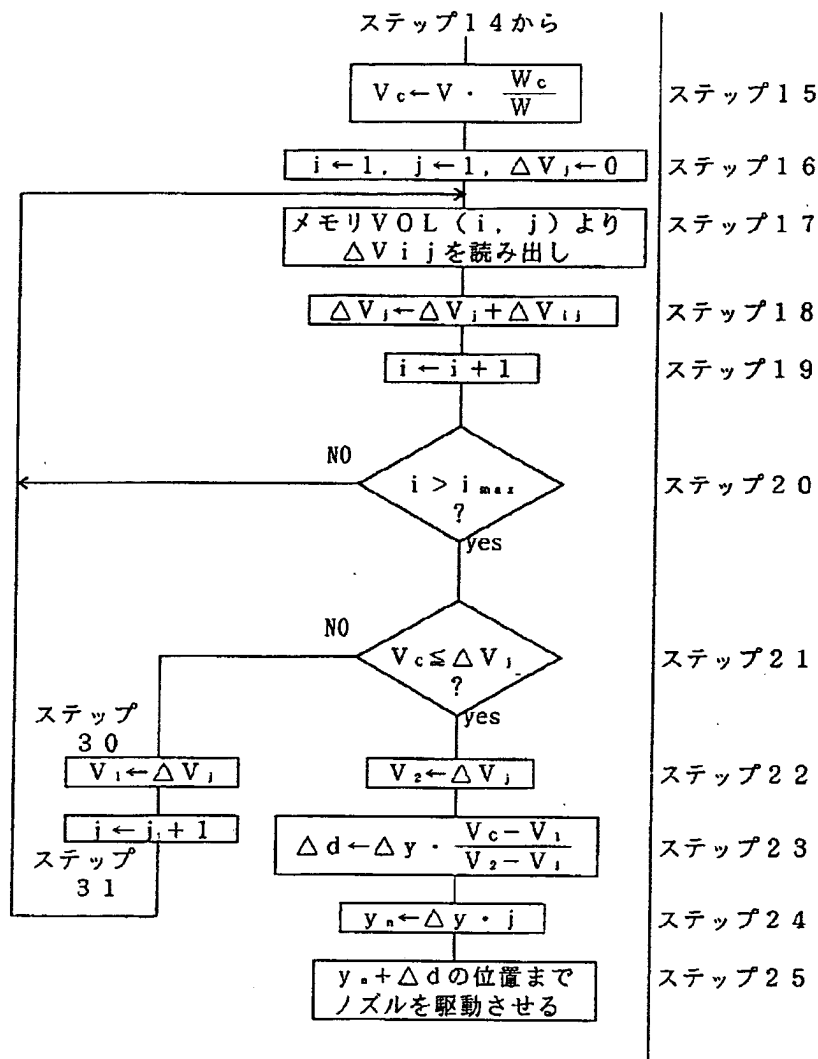 ステップ14から
Vc←V・Wc/W
ステップ15
i←1, j←1, △Vj←0
ステップ16
メモリVOL(i, j)より
△Vijを読み出し
ステップ17
△Vj←△Vj+△Vij
ステップ18
i←i+1
ステップ19
NO
i>imax
?
yes
ステップ20
NO
Vc≦△Vj
?
yes
ステップ21
ステップ
30
V1←△Vj
V2←△Vj
ステップ22
j←j+1
△d←△y・Vc-V1/V2-V1
ステップ23
ステップ
31
yn←△y・j
ステップ24
yn+△dの位置まで
ノズルを駆動させる
ステップ25